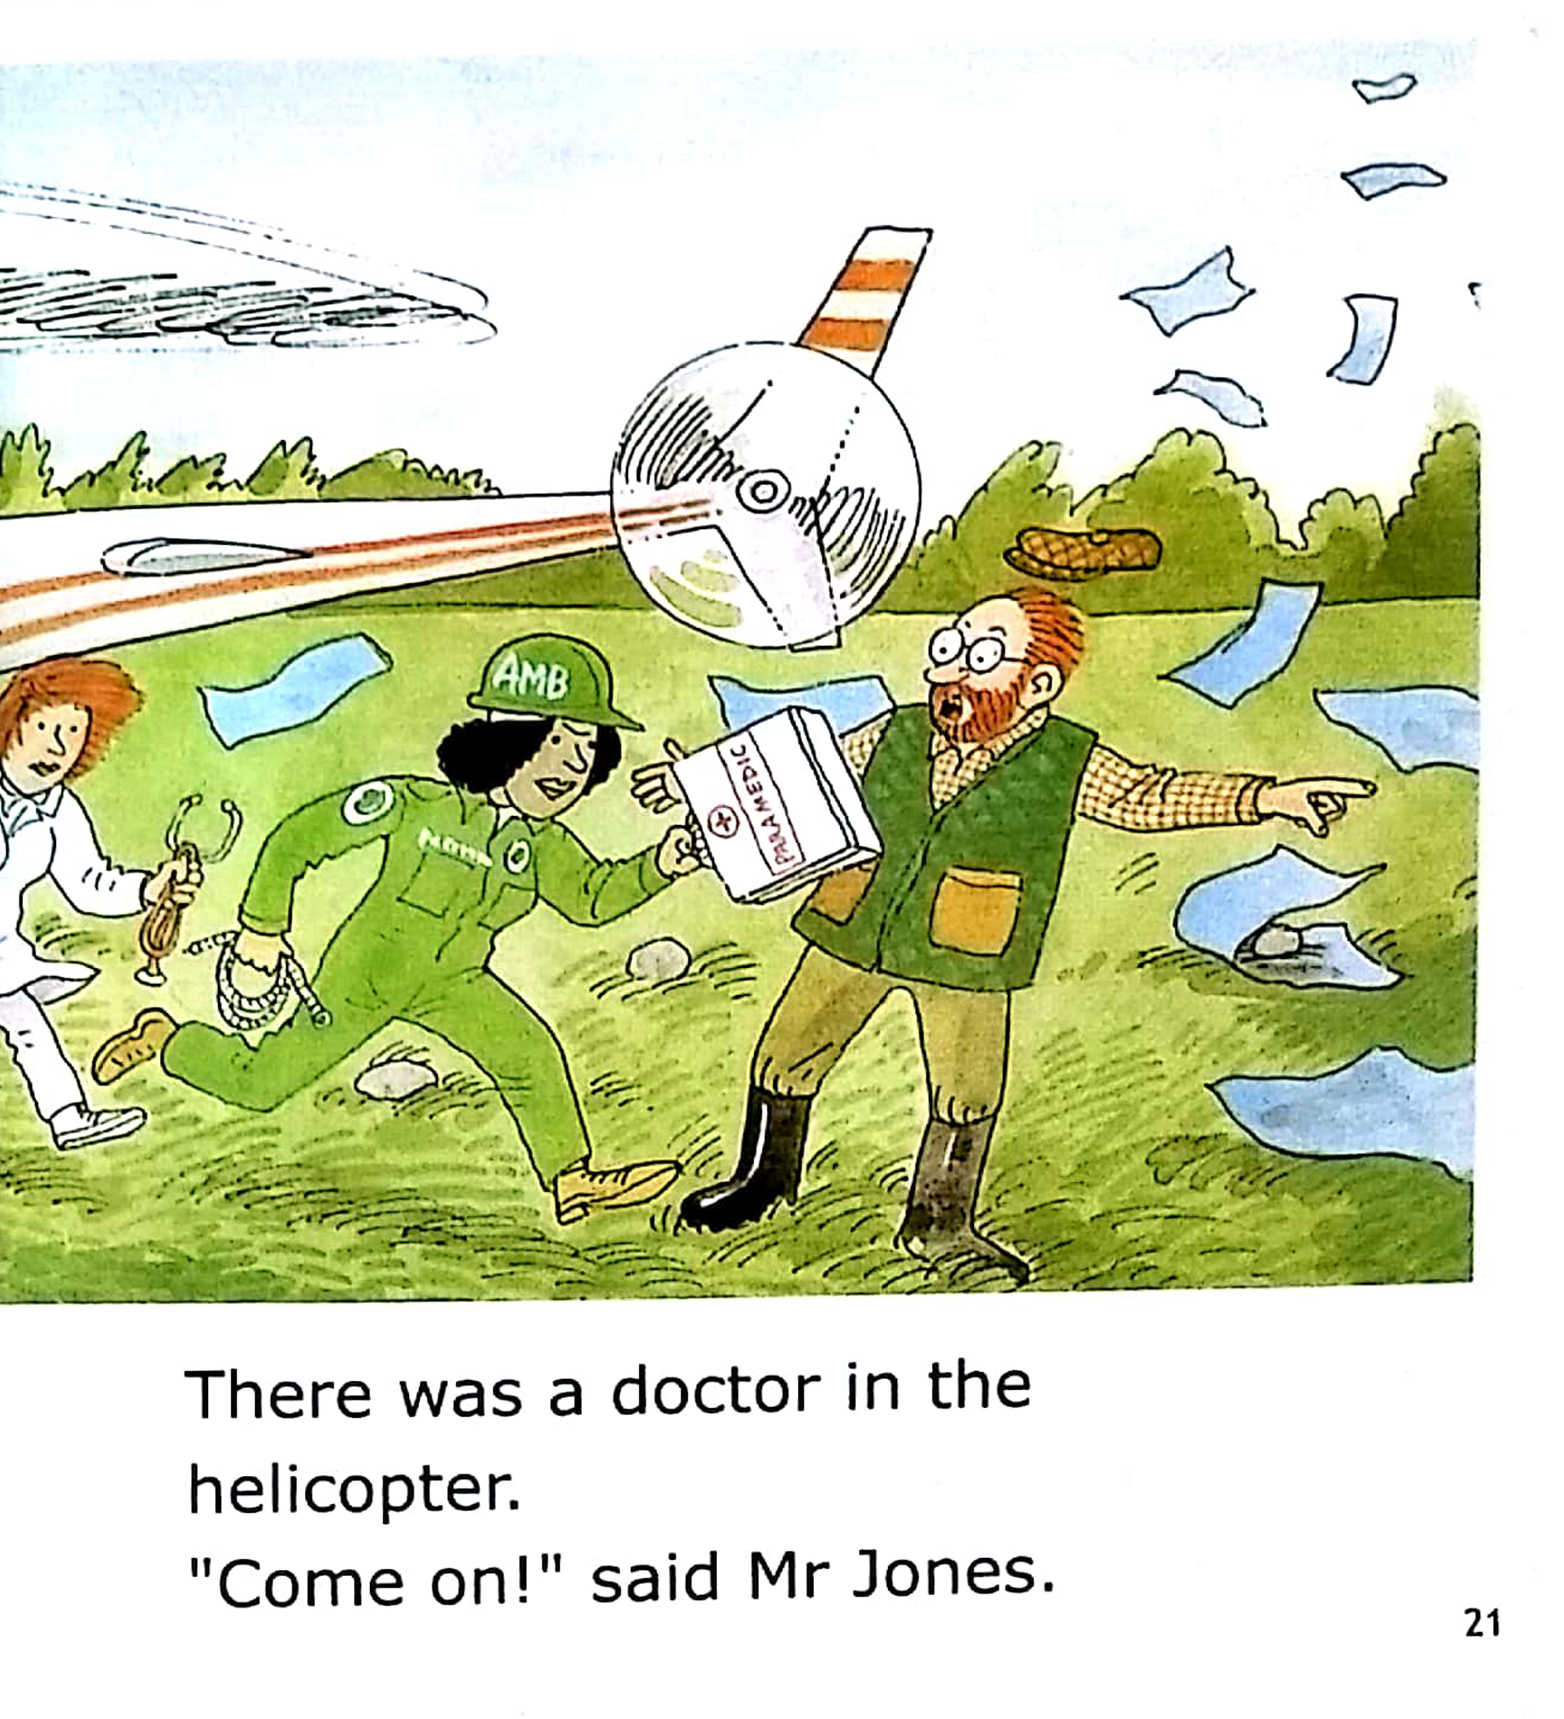 AMB
PARAMEDIC
There was a doctor in the
helicopter.
"Come on!" said Mr Jones.
21